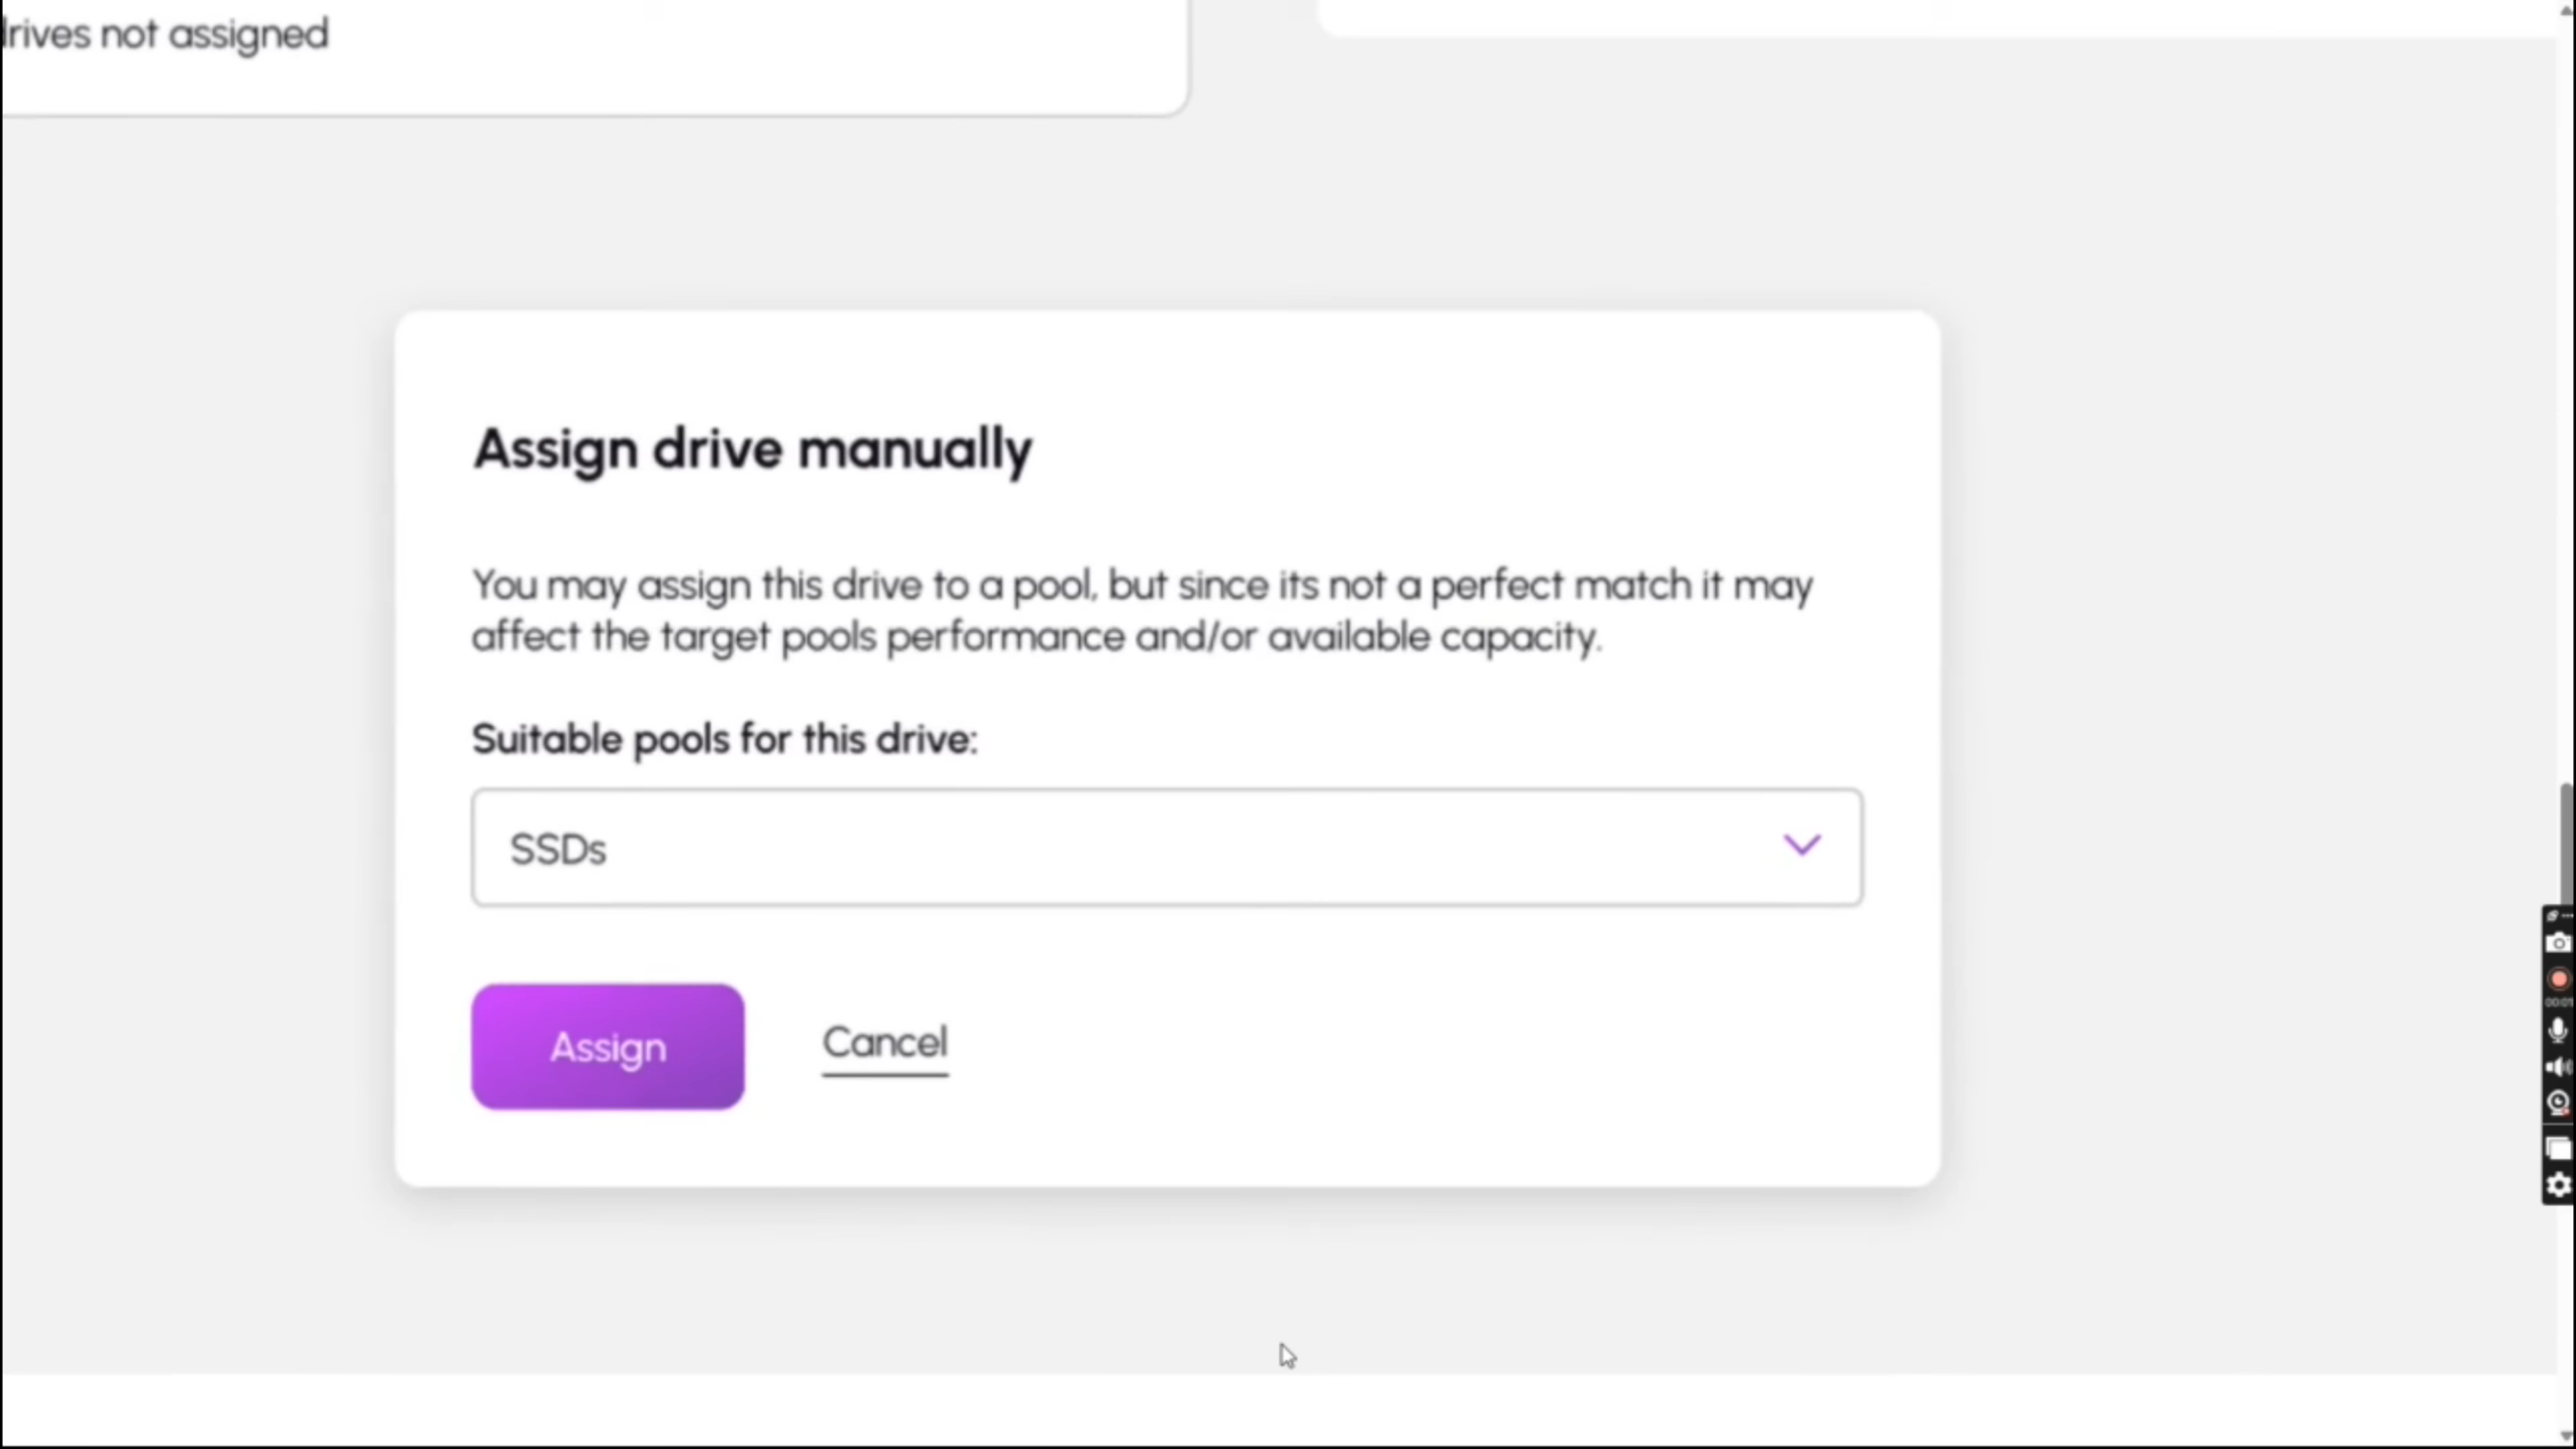 drives not assigned
Assign drive manually
You may assign this drive to a pool, but since its not a perfect match it may
affect the target pools performance and/or available capacity.
Suitable pools for this drive:
SSDs
Assign
Cancel